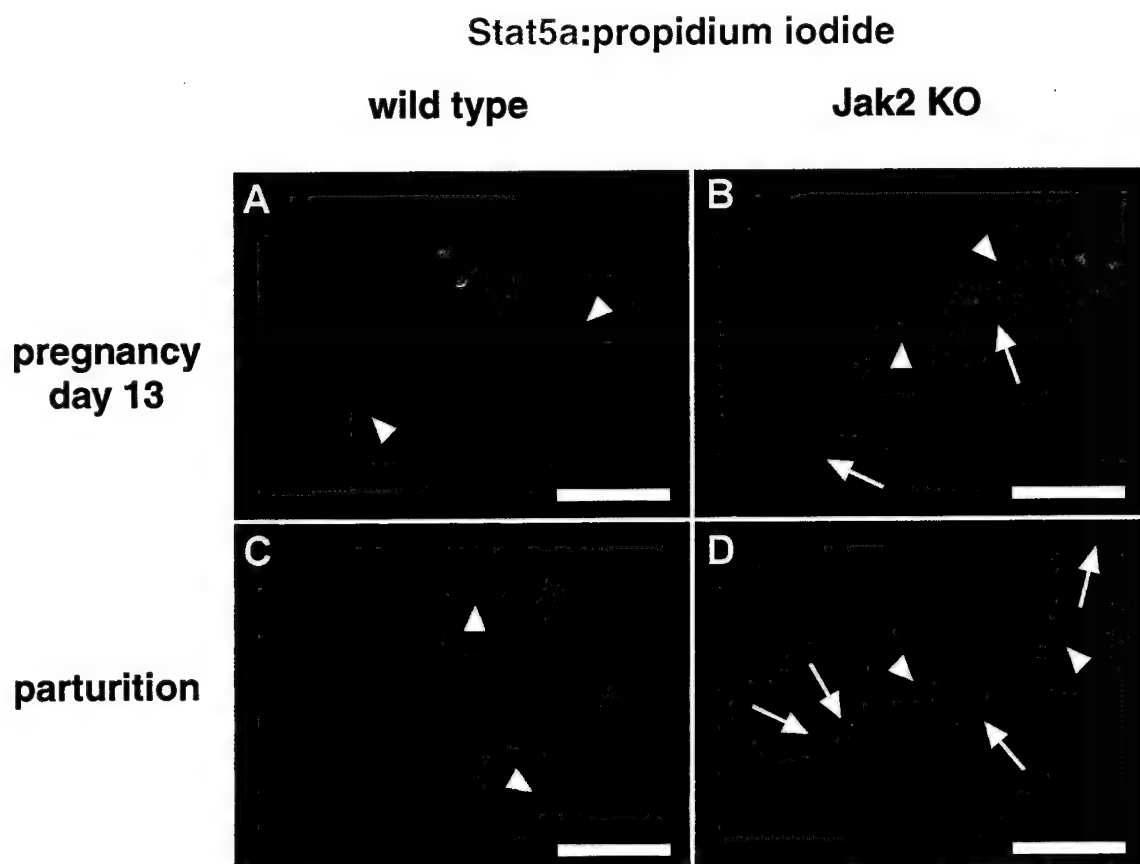 Stat5a:propidium iodide
wild type
Jak2 KO
A
B
pregnancy
day 13
C
D
parturition